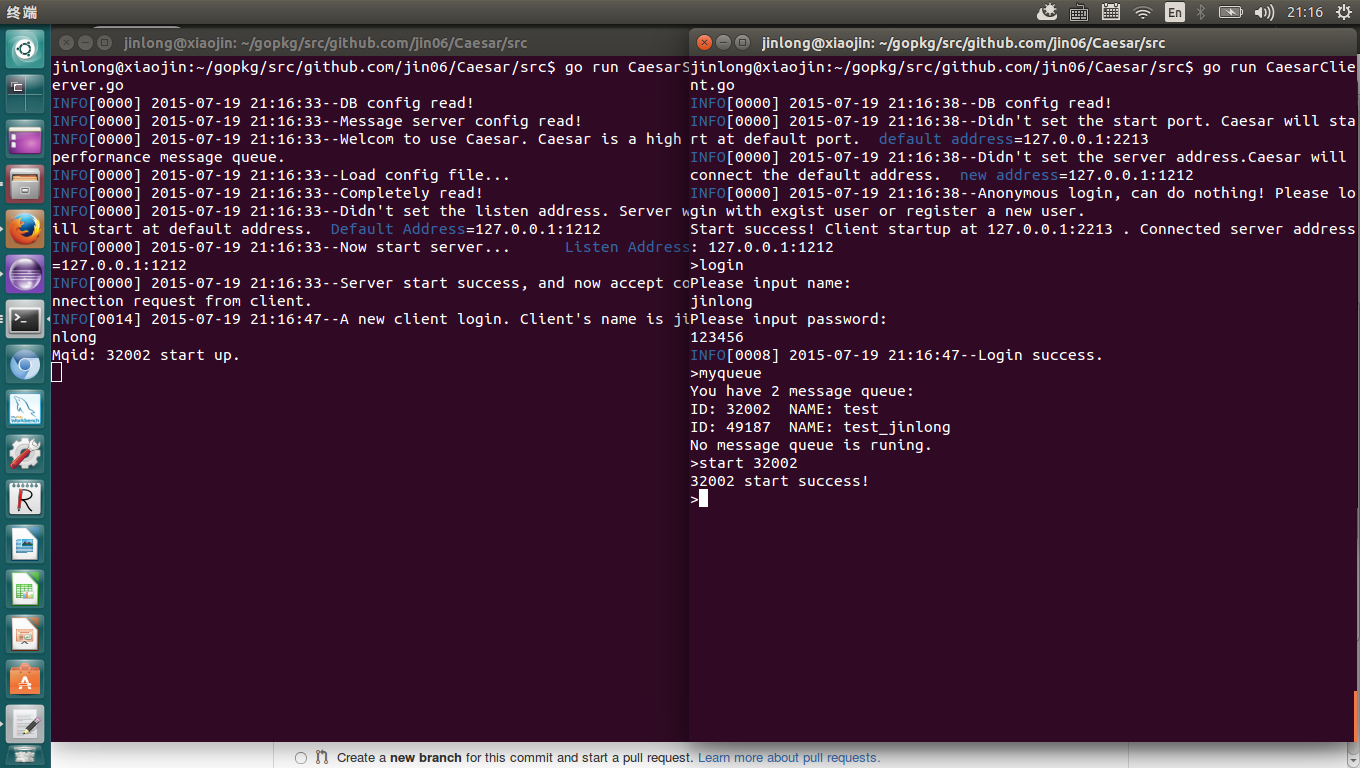 终端
En
21:16
jinlong@xiaojin: ~/gopkg/src/github.com/jin06/Caesar/src
jinlong@xiaojin:~/gopkg/src/github.com/jin06/Caesar/src$ go run CaesarS
erver.go
INFO[0000] 2015-07-19 21:16:33--DB config read!
INFO[0000] 2015-07-19 21:16:33--Message server config read!
INFO[0000] 2015-07-19 21:16:33--Welcom to use Caesar. Caesar is a high
performance message queue.
INFO[0000] 2015-07-19 21:16:33--Load config file...
INFO[0000] 2015-07-19 21:16:33--Completely read!
INFO[0000] 2015-07-19 21:16:33--Didn't set the listen address. Server w
ill start at default address.  Default Address=127.0.0.1:1212
INFO[0000] 2015-07-19 21:16:33--Now start server...      Listen Address
=127.0.0.1:1212
INFO[0000] 2015-07-19 21:16:33--Server start success, and now accept co
nnection request from client.
INFO[0014] 2015-07-19 21:16:47--A new client login. Client's name is ji
nlong
Mqid: 32002 start up.
jinlong@xiaojin: ~/gopkg/src/github.com/jin06/Caesar/src
jinlong@xiaojin:~/gopkg/src/github.com/jin06/Caesar/src$ go run CaesarClie
nt.go
INFO[0000] 2015-07-19 21:16:38--DB config read!
INFO[0000] 2015-07-19 21:16:38--Didn't set the start port. Caesar will sta
rt at default port.  default address=127.0.0.1:2213
INFO[0000] 2015-07-19 21:16:38--Didn't set the server address.Caesar will
connect the default address.  new address=127.0.0.1:1212
INFO[0000] 2015-07-19 21:16:38--Anonymous login, can do nothing! Please lo
gin with exgist user or register a new user.
Start success! Client startup at 127.0.0.1:2213 . Connected server address
: 127.0.0.1:1212
>login
Please input name:
jinlong
Please input password:
123456
INFO[0008] 2015-07-19 21:16:47--Login success.
>myqueue
You have 2 message queue:
ID: 32002  NAME: test
ID: 49187  NAME: test_jinlong
No message queue is runing.
>start 32002
32002 start success!
>
Create a new branch for this commit and start a pull request. Learn more about pull requests.